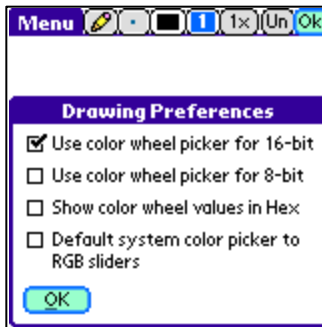 Menu 1 1x Un Ok
Drawing Preferences
Use color wheel picker for 16-bit
Use color wheel picker for 8-bit
Show color wheel values in Hex
Default system color picker to
RGB sliders
OK